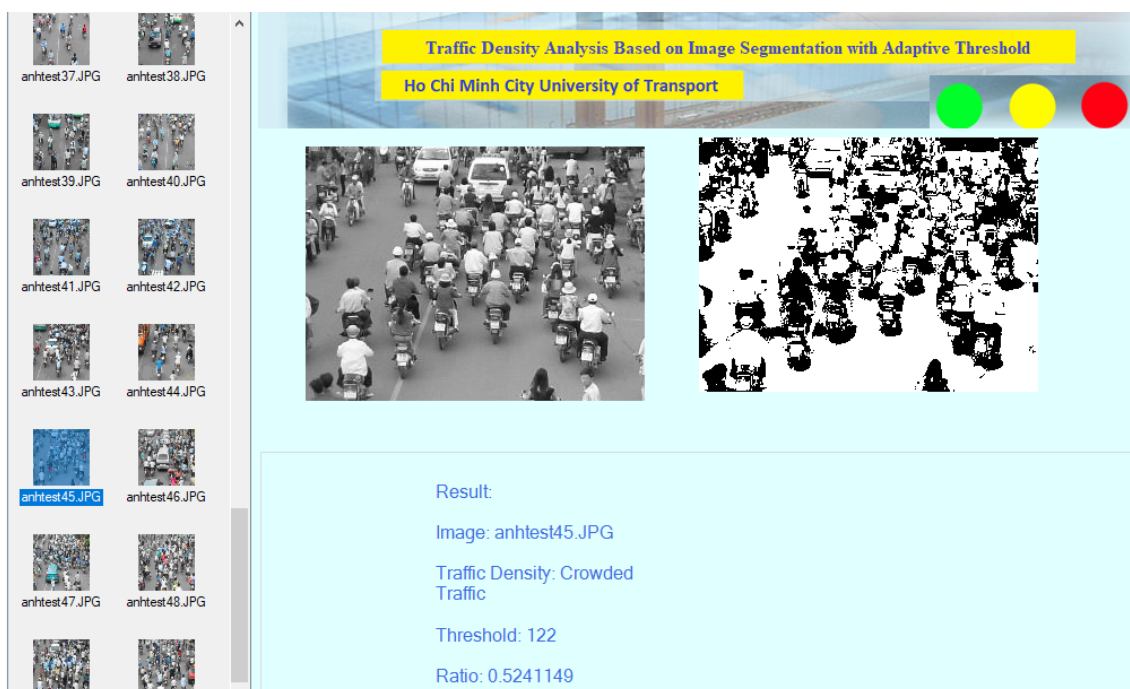 Traffic Density Analysis Based on Image Segmentation with Adaptive Threshold
Ho Chi Minh City University of Transport
anhtest37.JPG anhtest38.JPG
anhtest39.JPG anhtest40.JPG
anhtest41.JPG anhtest42.JPG
anhtest43.JPG anhtest44.JPG
anhtest45.JPG anhtest46.JPG
anhtest47.JPG anhtest48.JPG
Result:
Image: anhtest45.JPG
Traffic Density: Crowded
Traffic
Threshold: 122
Ratio: 0.5241149